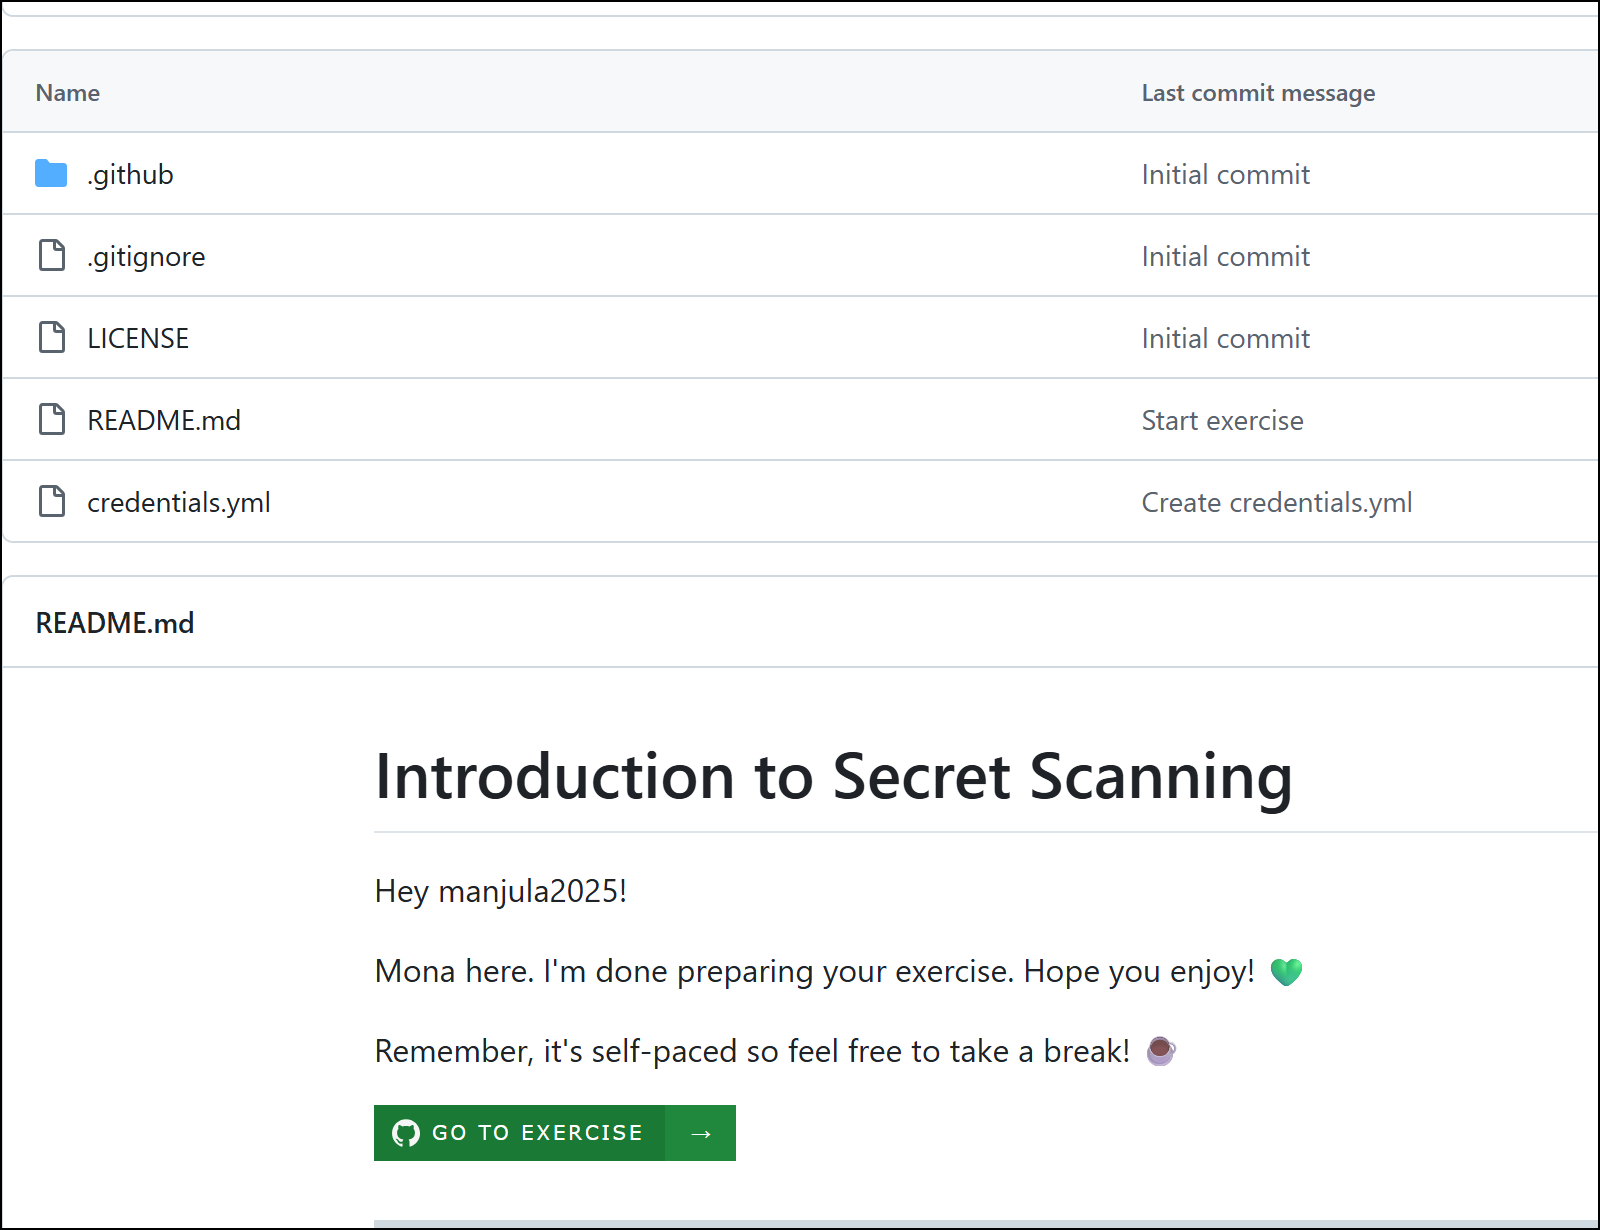 Name Last commit message
.github Initial commit
.gitignore Initial commit
LICENSE Initial commit
README.md Start exercise
credentials.yml Create credentials.yml
README.md
Introduction to Secret Scanning
Hey manjula2025!
Mona here. I'm done preparing your exercise. Hope you enjoy! 💚
Remember, it's self-paced so feel free to take a break! ☕
GO TO EXERCISE →